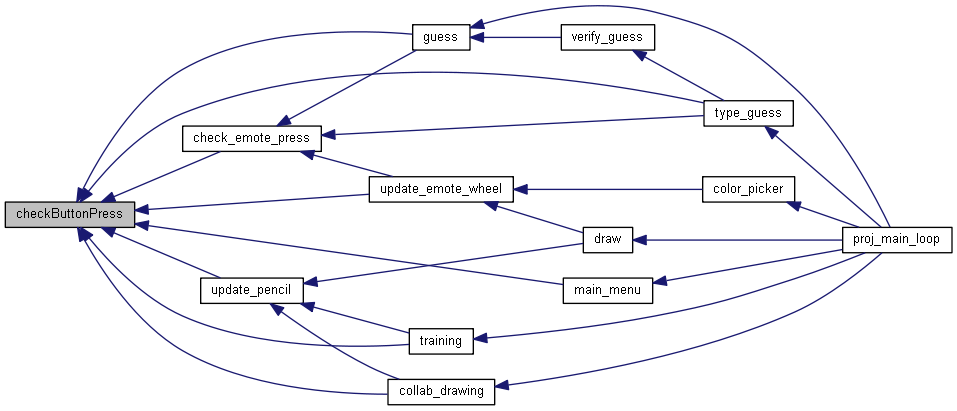 guess
verify_guess
type_guess
check_emote_press
update_emote_wheel
color_picker
checkButtonPress
draw
proj_main_loop
update_pencil
main_menu
training
collab_drawing